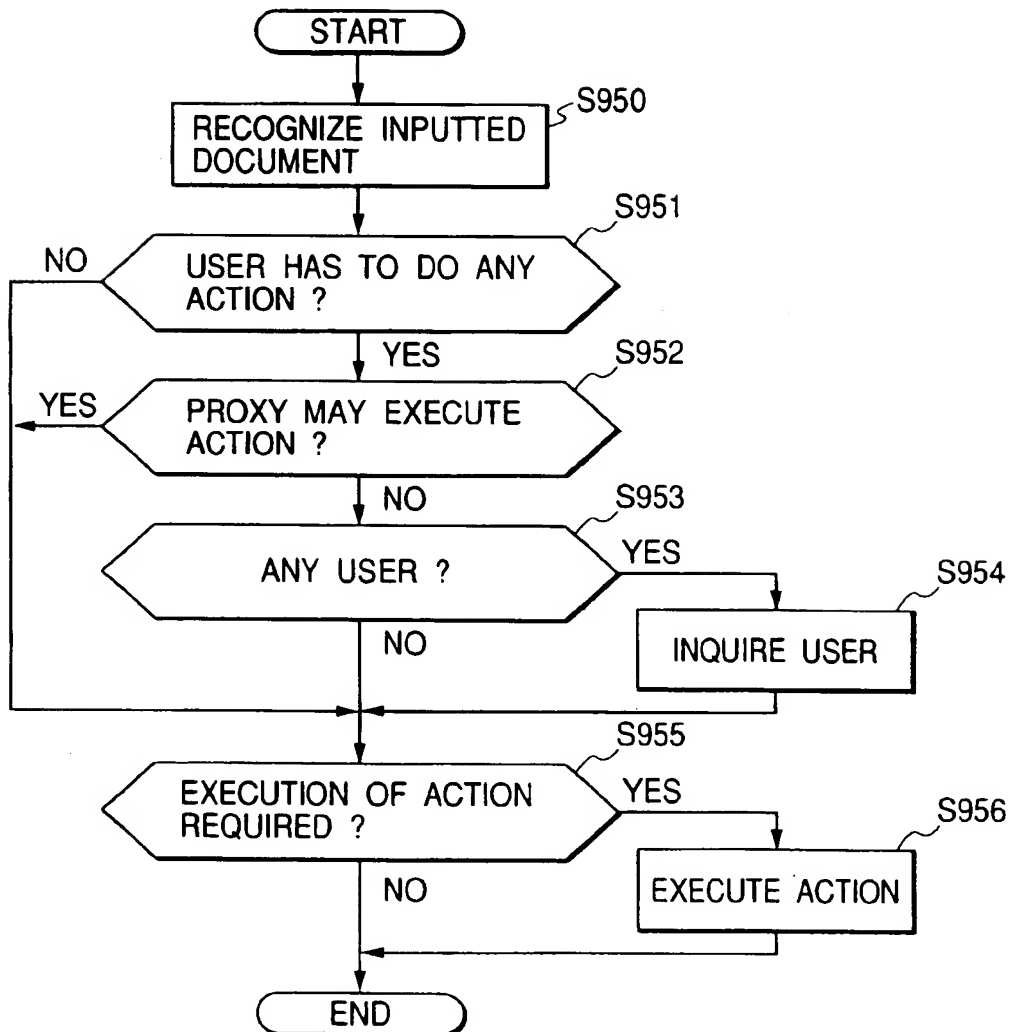 START
S950
RECOGNIZE INPUTTED
DOCUMENT
S951
NO
USER HAS TO DO ANY
ACTION ?
YES
S952
YES
PROXY MAY EXECUTE
ACTION ?
NO
S953
ANY USER ?
YES
S954
NO
INQUIRE USER
S955
EXECUTION OF ACTION
REQUIRED ?
YES
S956
NO
EXECUTE ACTION
END